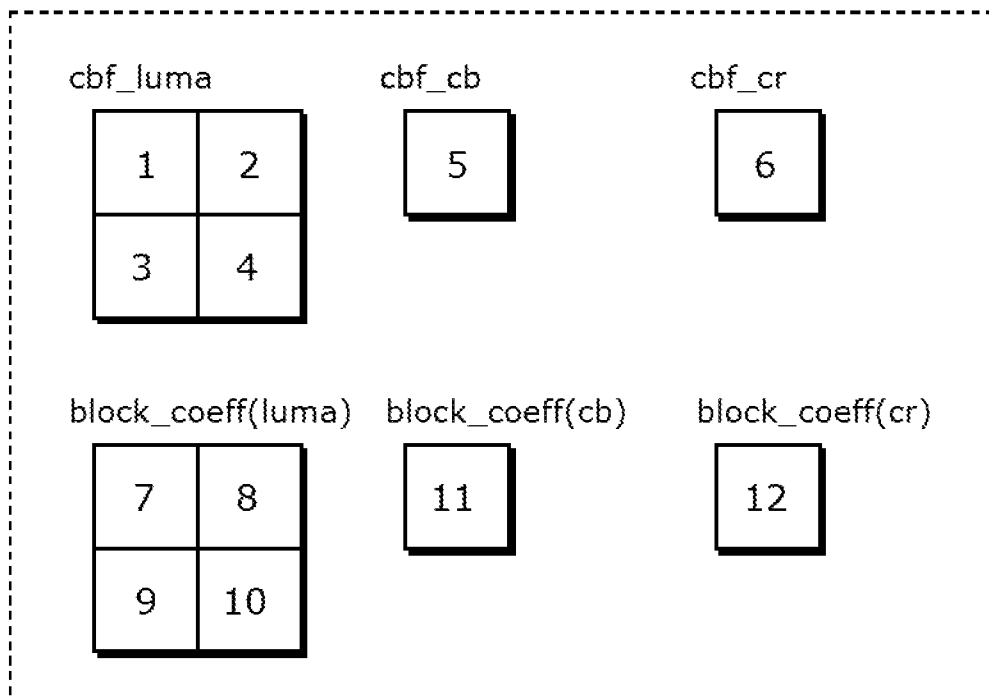 cbf_luma cbf_cb cbf_cr
1 2 5 6
3 4
block_coeff(luma) block_coeff(cb) block_coeff(cr)
7 8 11 12
9 10